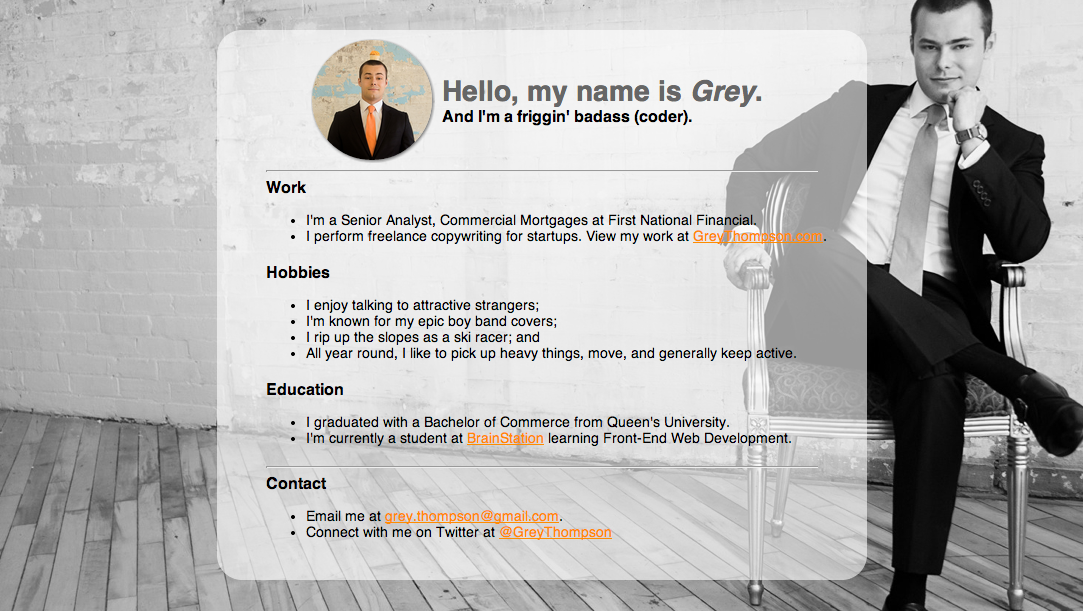 Hello, my name is Grey.
And I'm a friggin' badass (coder).
Work
I'm a Senior Analyst, Commercial Mortgages at First National Financial.
I perform freelance copywriting for startups. View my work at GreyThompson.com.
Hobbies
I enjoy talking to attractive strangers;
I'm known for my epic boy band covers;
I rip up the slopes as a ski racer; and
All year round, I like to pick up heavy things, move, and generally keep active.
Education
I graduated with a Bachelor of Commerce from Queen's University.
I'm currently a student at BrainStation learning Front-End Web Development.
Contact
Email me at grey.thompson@gmail.com.
Connect with me on Twitter at @GreyThompson